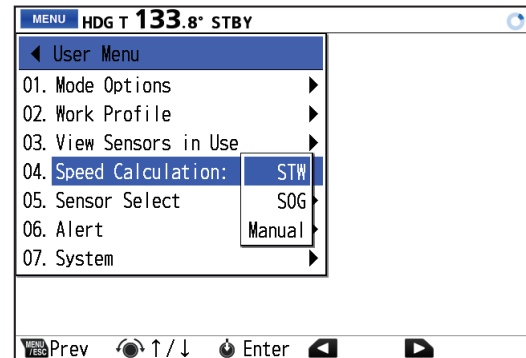 MENU HDG T 133.8° STBY
◀ User Menu
01. Mode Options ▶
02. Work Profile ▶
03. View Sensors in Use ▶
04. Speed Calculation: STW
05. Sensor Select SOG
06. Alert Manual
07. System ▶
MENU/ESC Prev ↑/↓ Enter ◀ ▶